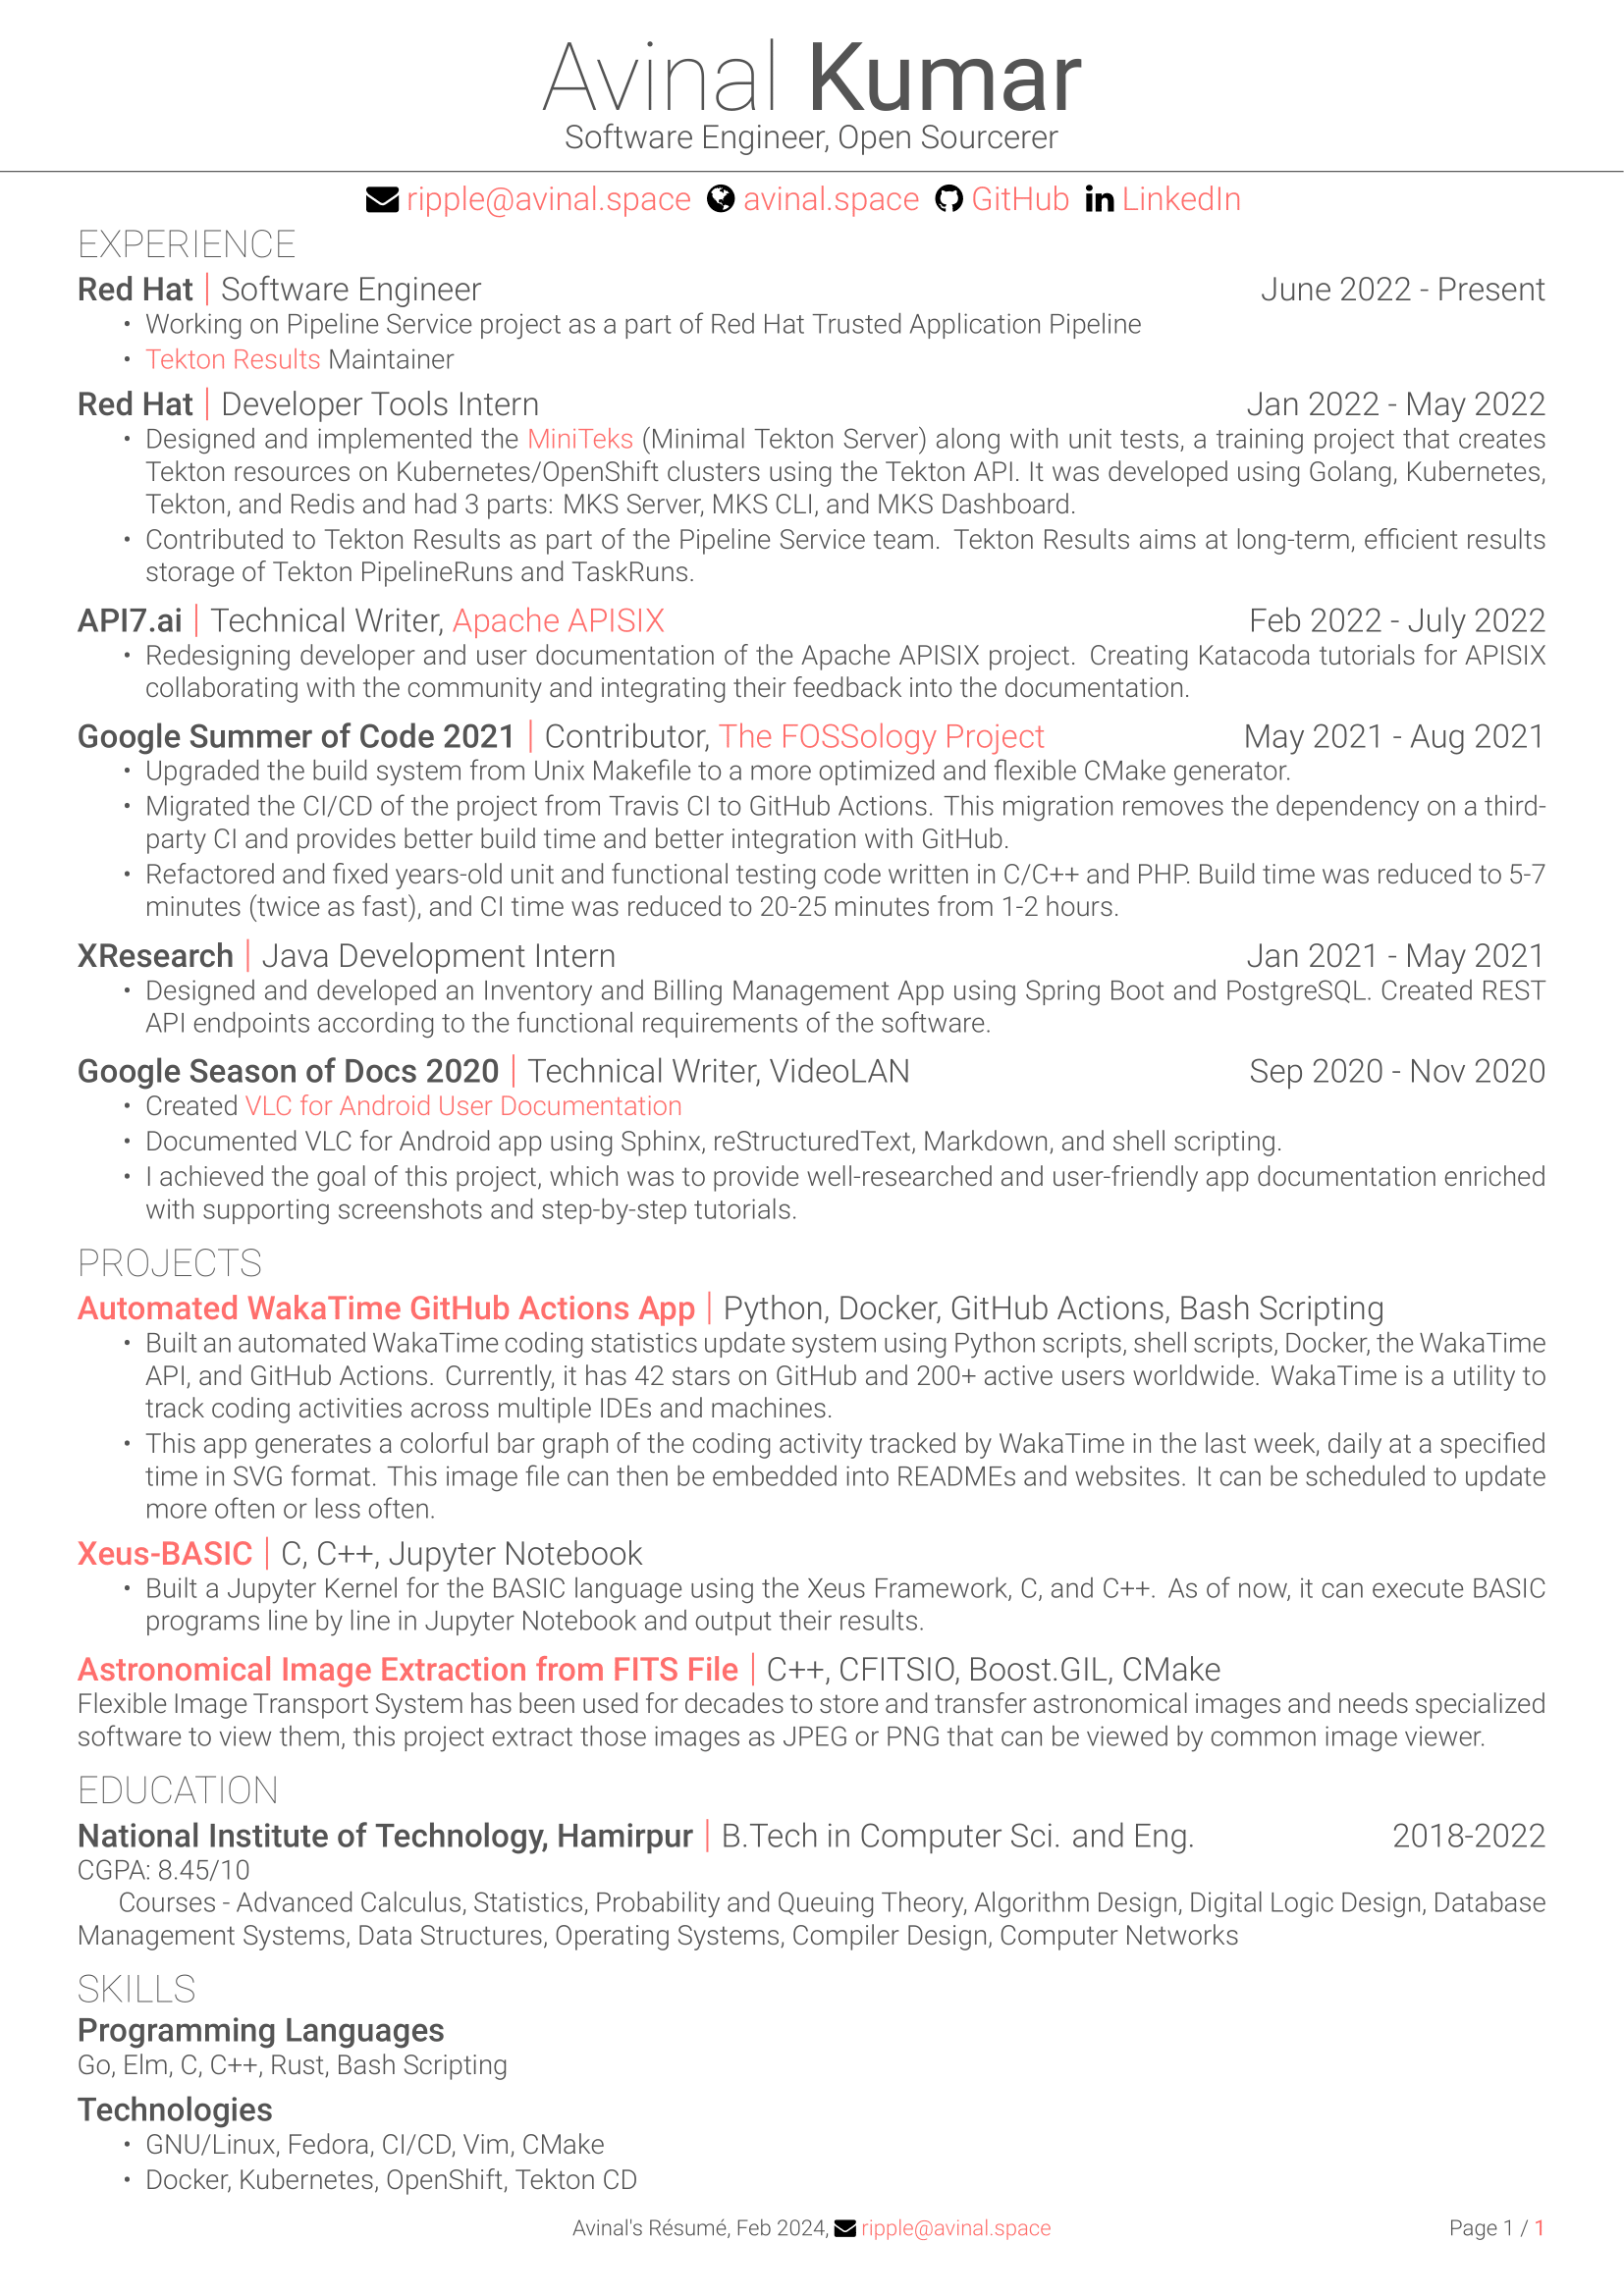 Avinal Kumar
Software Engineer, Open Sourcerer
ripple@avinal.space avinal.space GitHub LinkedIn
EXPERIENCE
Red Hat | Software Engineer June 2022 - Present
• Working on Pipeline Service project as a part of Red Hat Trusted Application Pipeline
• Tekton Results Maintainer
Red Hat | Developer Tools Intern Jan 2022 - May 2022
• Designed and implemented the MiniTeks (Minimal Tekton Server) along with unit tests, a training project that creates
Tekton resources on Kubernetes/OpenShift clusters using the Tekton API. It was developed using Golang, Kubernetes,
Tekton, and Redis and had 3 parts: MKS Server, MKS CLI, and MKS Dashboard.
• Contributed to Tekton Results as part of the Pipeline Service team. Tekton Results aims at long-term, efficient results
storage of Tekton PipelineRuns and TaskRuns.
API7.ai | Technical Writer, Apache APISIX Feb 2022 - July 2022
• Redesigning developer and user documentation of the Apache APISIX project. Creating Katacoda tutorials for APISIX
collaborating with the community and integrating their feedback into the documentation.
Google Summer of Code 2021 | Contributor, The FOSSology Project May 2021 - Aug 2021
• Upgraded the build system from Unix Makefile to a more optimized and flexible CMake generator.
• Migrated the CI/CD of the project from Travis CI to GitHub Actions. This migration removes the dependency on a third-
party CI and provides better build time and better integration with GitHub.
• Refactored and fixed years-old unit and functional testing code written in C/C++ and PHP. Build time was reduced to 5-7
minutes (twice as fast), and CI time was reduced to 20-25 minutes from 1-2 hours.
XResearch | Java Development Intern Jan 2021 - May 2021
• Designed and developed an Inventory and Billing Management App using Spring Boot and PostgreSQL. Created REST
API endpoints according to the functional requirements of the software.
Google Season of Docs 2020 | Technical Writer, VideoLAN Sep 2020 - Nov 2020
• Created VLC for Android User Documentation
• Documented VLC for Android app using Sphinx, reStructuredText, Markdown, and shell scripting.
• I achieved the goal of this project, which was to provide well-researched and user-friendly app documentation enriched
with supporting screenshots and step-by-step tutorials.
PROJECTS
Automated WakaTime GitHub Actions App | Python, Docker, GitHub Actions, Bash Scripting
• Built an automated WakaTime coding statistics update system using Python scripts, shell scripts, Docker, the WakaTime
API, and GitHub Actions. Currently, it has 42 stars on GitHub and 200+ active users worldwide. WakaTime is a utility to
track coding activities across multiple IDEs and machines.
• This app generates a colorful bar graph of the coding activity tracked by WakaTime in the last week, daily at a specified
time in SVG format. This image file can then be embedded into READMEs and websites. It can be scheduled to update
more often or less often.
Xeus-BASIC | C, C++, Jupyter Notebook
• Built a Jupyter Kernel for the BASIC language using the Xeus Framework, C, and C++. As of now, it can execute BASIC
programs line by line in Jupyter Notebook and output their results.
Astronomical Image Extraction from FITS File | C++, CFITSIO, Boost.GIL, CMake
Flexible Image Transport System has been used for decades to store and transfer astronomical images and needs specialized
software to view them, this project extract those images as JPEG or PNG that can be viewed by common image viewer.
EDUCATION
National Institute of Technology, Hamirpur | B.Tech in Computer Sci. and Eng. 2018-2022
CGPA: 8.45/10
Courses - Advanced Calculus, Statistics, Probability and Queuing Theory, Algorithm Design, Digital Logic Design, Database
Management Systems, Data Structures, Operating Systems, Compiler Design, Computer Networks
SKILLS
Programming Languages
Go, Elm, C, C++, Rust, Bash Scripting
Technologies
• GNU/Linux, Fedora, CI/CD, Vim, CMake
• Docker, Kubernetes, OpenShift, Tekton CD
Avinal's Résumé, Feb 2024, ripple@avinal.space Page 1 / 1